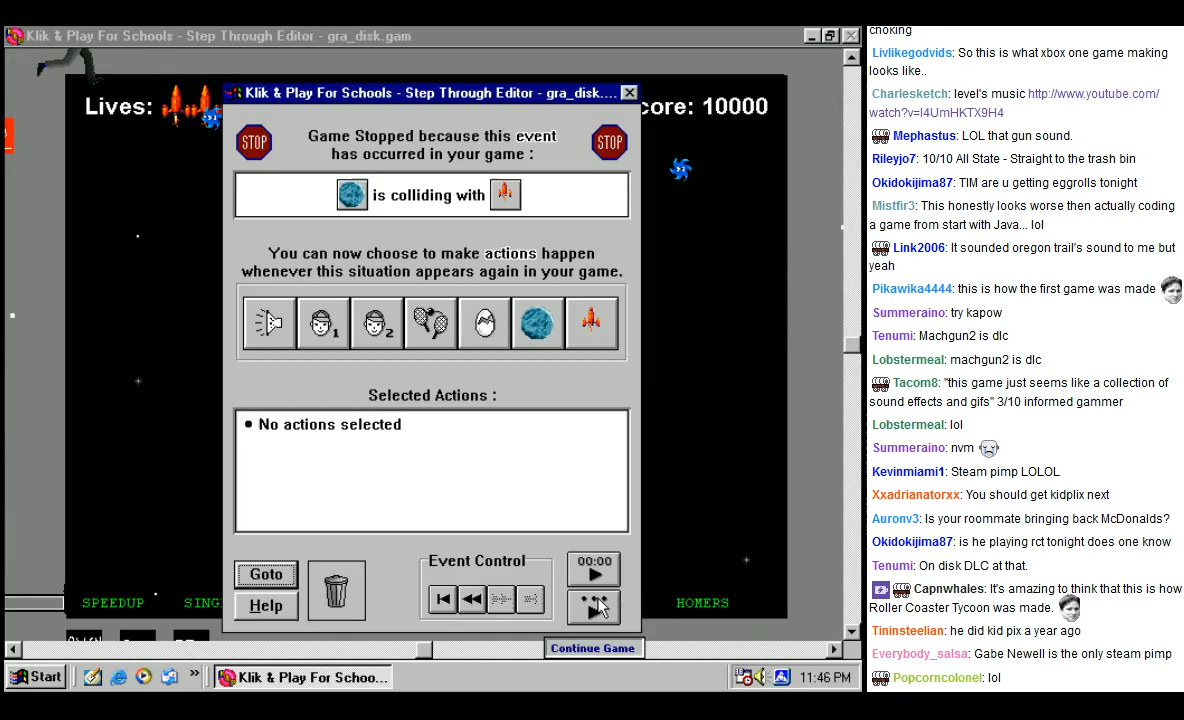 Klik & Play For Schools - Step Through Editor - gra_disk.gam
Lives:
core: 10000
Klik & Play For Schools - Step Through Editor - gra_disk....
STOP
Game Stopped because this event
has occurred in your game :
STOP
is colliding with
You can now choose to make actions happen
whenever this situation appears again in your game.
1
2
Selected Actions :
• No actions selected
Goto
Help
Event Control
00:00
SPEEDUP
SING
HOMERS
Continue Game
Start
»
Klik & Play For Schoo...
11:46 PM
choking
Livlikegodvids: So this is what xbox one game making
looks like..
Charlesketch: level's music http://www.youtube.com/
watch?v=I4UmHKTX9H4
Mephastus: LOL that gun sound.
Rileyjo7: 10/10 All State - Straight to the trash bin
Okidokijima87: TIM are u getting eggrolls tonight
Mistfir3: This honestly looks worse then actually coding
a game from start with Java... lol
Link2006: It sounded oregon trail's sound to me but
yeah
Pikawika4444: this is how the first game was made
Summeraino: try kapow
Tenumi: Machgun2 is dlc
Lobstermeal: machgun2 is dlc
Tacom8: "this game just seems like a collection of
sound effects and gifs" 3/10 informed gammer
Lobstermeal: lol
Summeraino: nvm
Kevinmiami1: Steam pimp LOLOL
Xxadrianatorxx: You should get kidplix next
Auronv3: Is your roommate bringing back McDonalds?
Okidokijima87: is he playing rct tonight does one know
Tenumi: On disk DLC at that.
Capnwhales: It's amazing to think that this is how
Roller Coaster Tycoon was made.
Tininsteelian: he did kid pix a year ago
Everybody_salsa: Gabe Newell is the only steam pimp
Popcorncolonel: lol